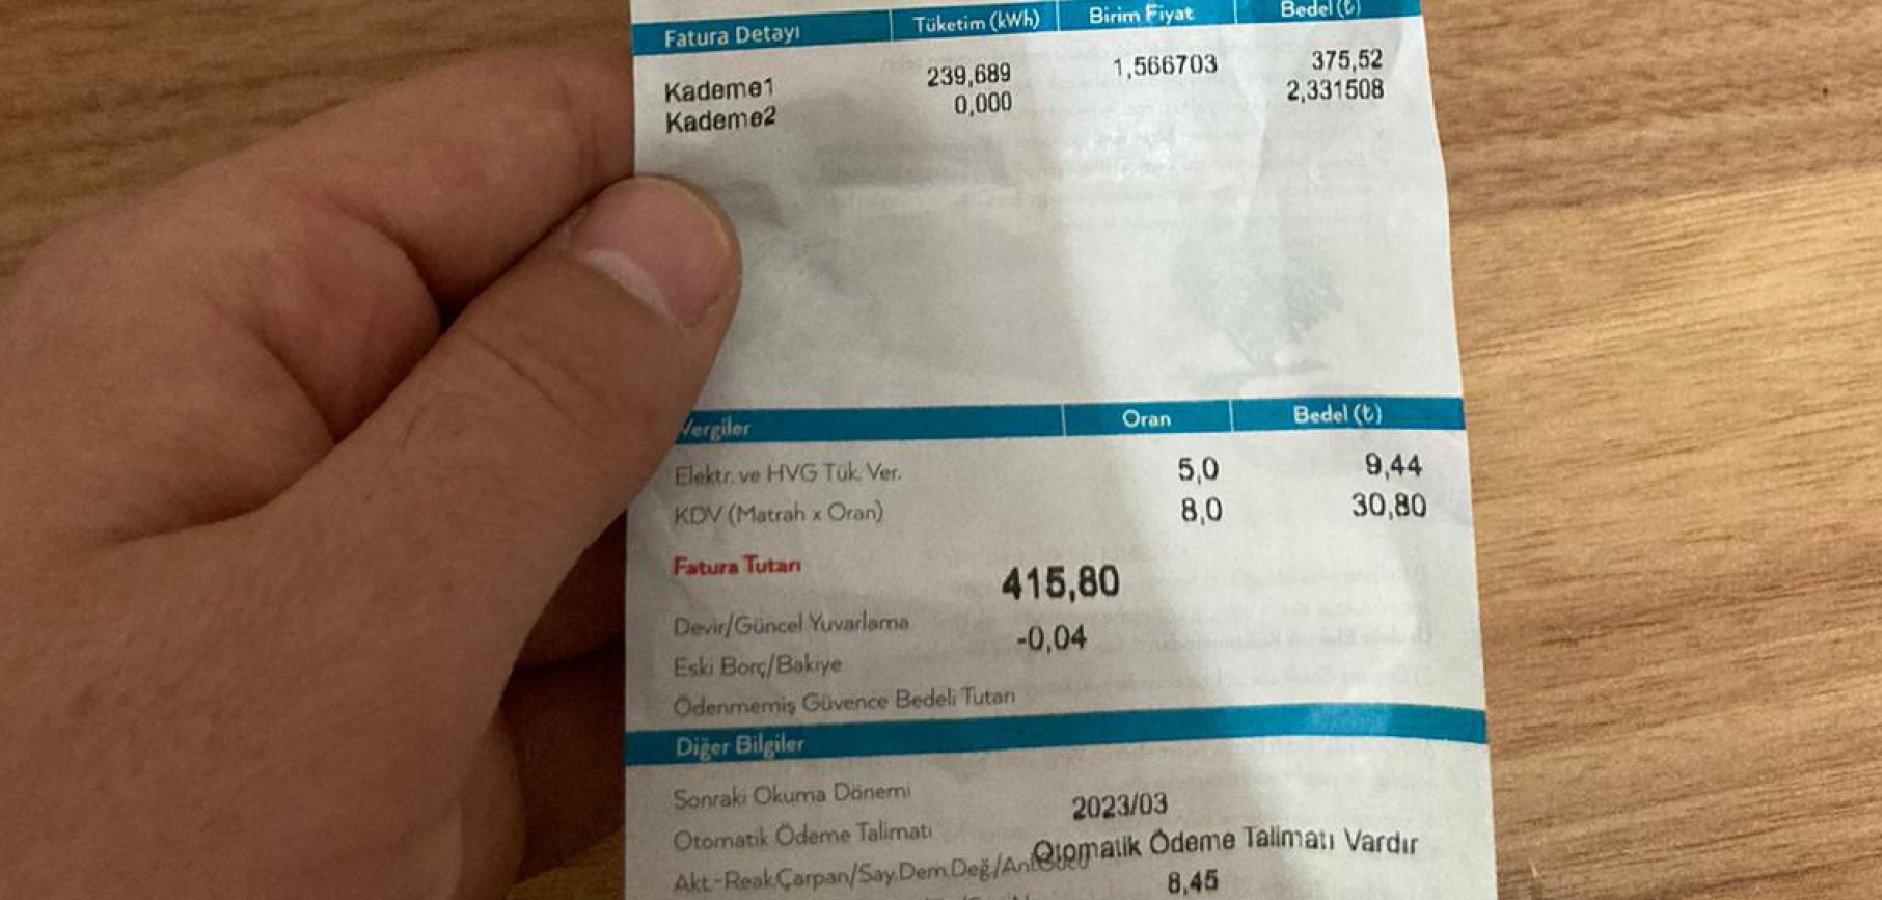 Fatura Detayı Tüketim (kWh) Birim Fiyat Bedel (₺)
Kademe1 239,689 1,566703 375,52
Kademe2 0,000 2,331508
Vergiler Oran Bedel (₺)
Elektr. ve HVG Tük. Ver. 5,0 9,44
KDV (Matrah x Oran) 8,0 30,80
Fatura Tutarı 415,80
Devir/Güncel Yuvarlama -0,04
Eski Borç/Bakiye
Ödenmemiş Güvence Bedeli Tutarı
Diğer Bilgiler
Sonraki Okuma Dönemi 2023/03
Otomatik Ödeme Talimatı Otomatik Ödeme Talimatı Vardır
Akt.-Reak.Çarpan/Say.Dem.Değ./ 8,45